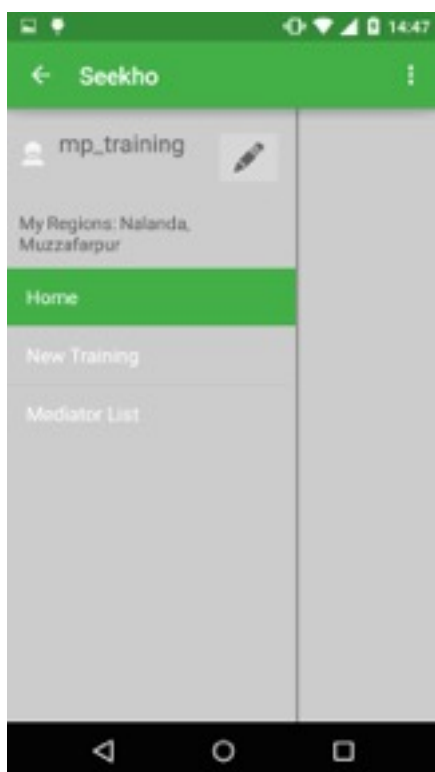 14:47
Seekho
mp_training
My Regions: Nalanda,
Muzzafarpur
Home
New Training
Mediator List